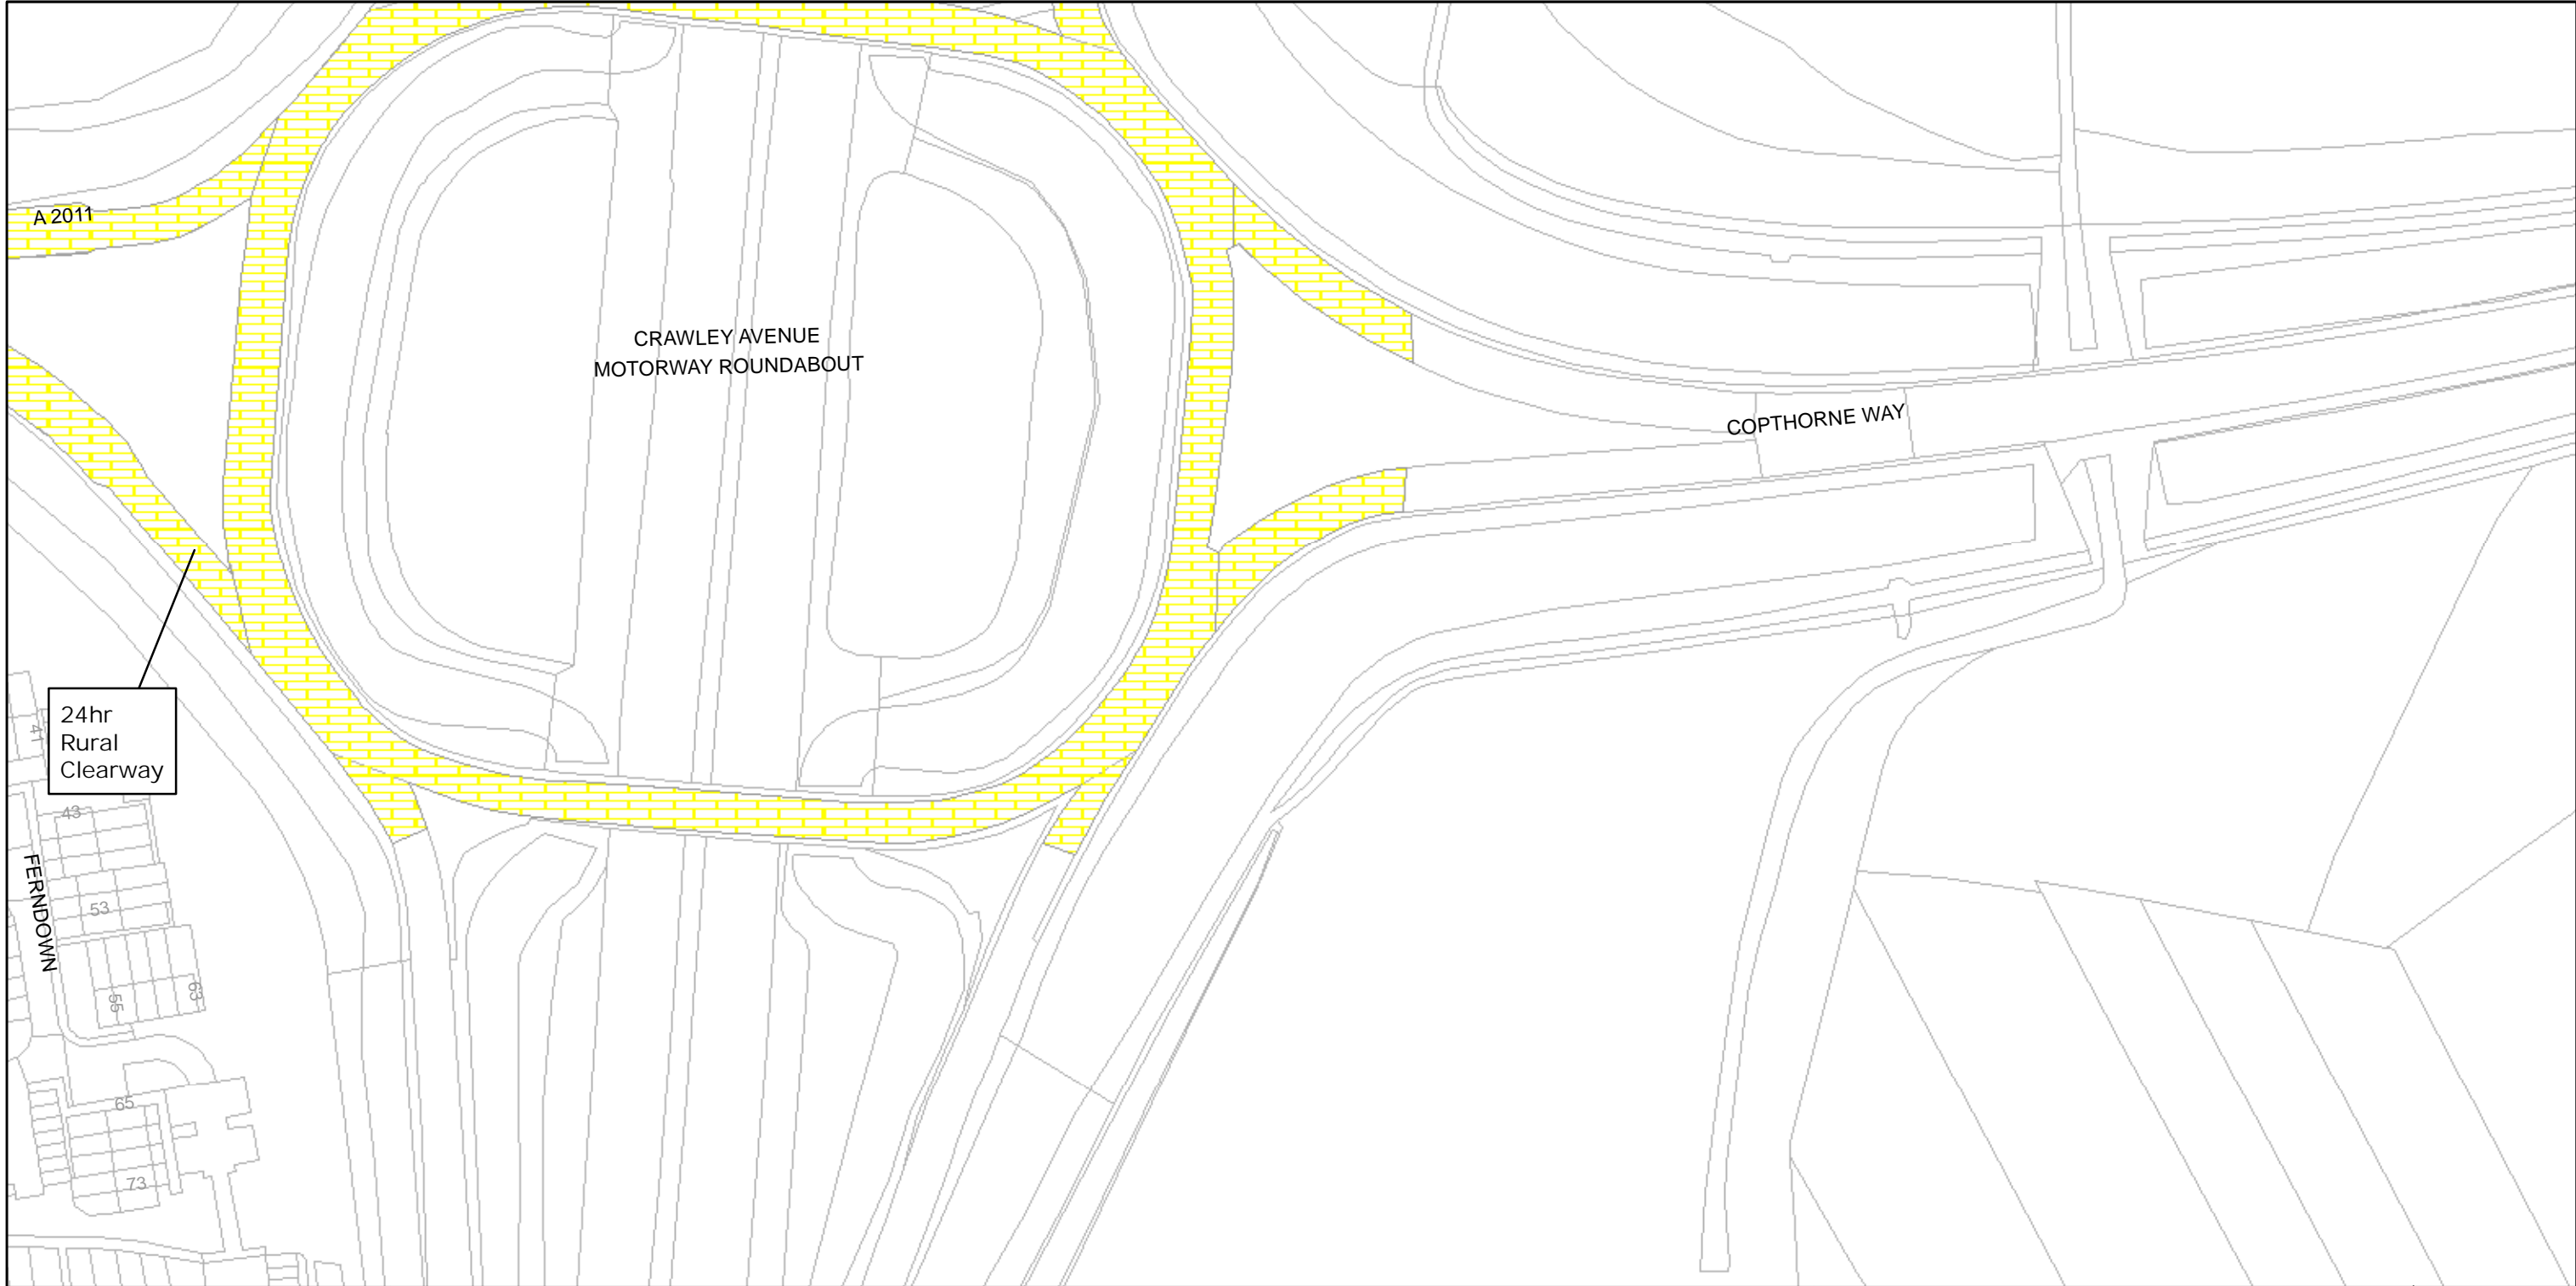 A 2011
CRAWLEY AVENUE
MOTORWAY ROUNDABOUT
COPTHORNE WAY
24hr
Rural
Clearway
41
43
FERNDOWN
53
55
63
65
73